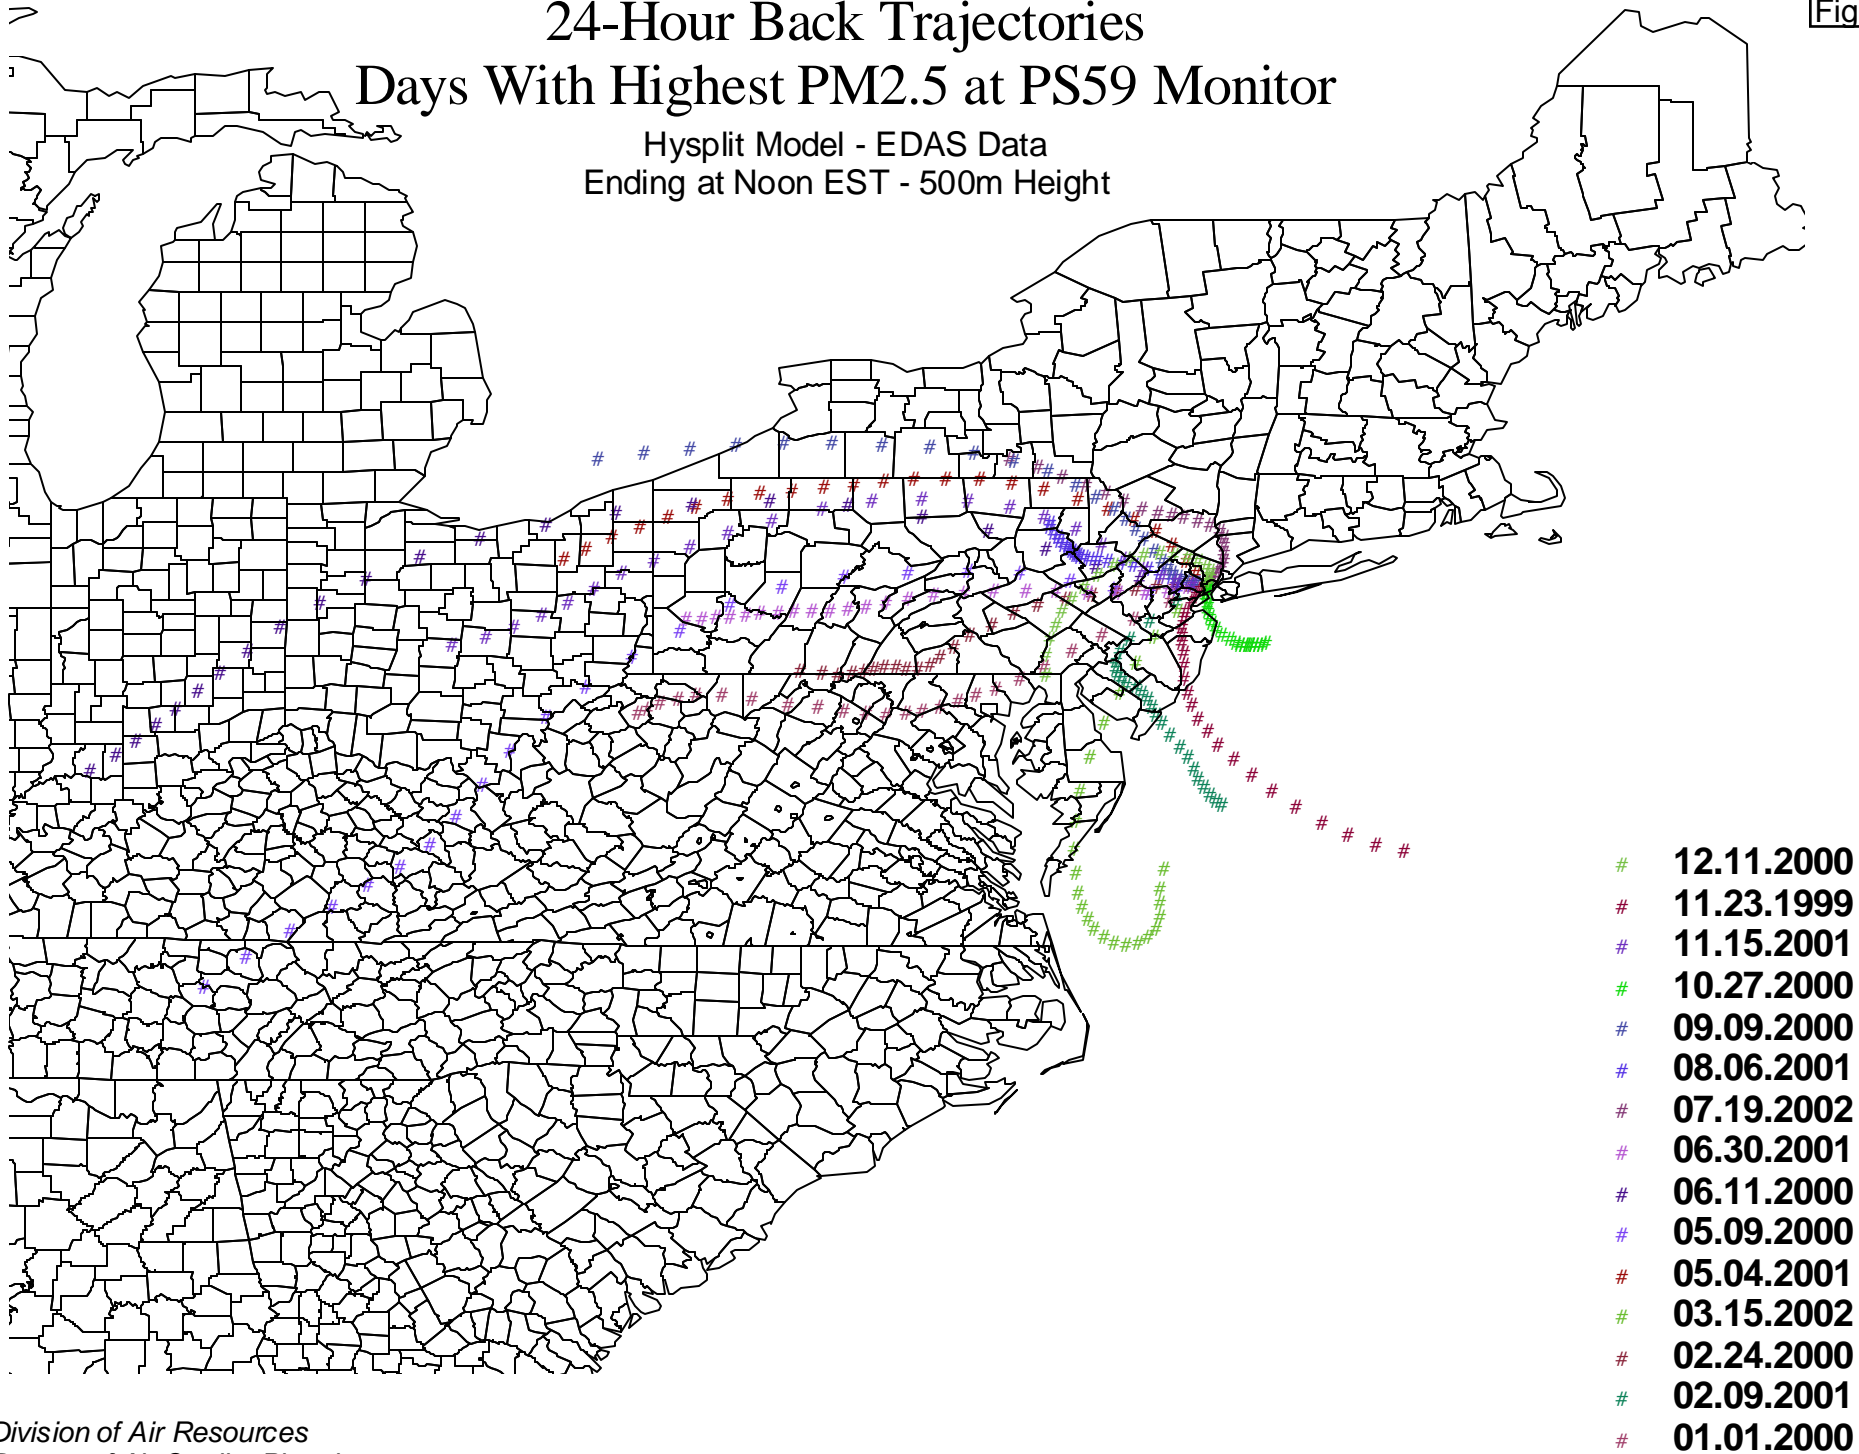 Fig
24-Hour Back Trajectories
Days With Highest PM2.5 at PS59 Monitor
Hysplit Model - EDAS Data
Ending at Noon EST - 500m Height
# 12.11.2000
# 11.23.1999
# 11.15.2001
# 10.27.2000
# 09.09.2000
# 08.06.2001
# 07.19.2002
# 06.30.2001
# 06.11.2000
# 05.09.2000
# 05.04.2001
# 03.15.2002
# 02.24.2000
# 02.09.2001
# 01.01.2000
Division of Air Resources